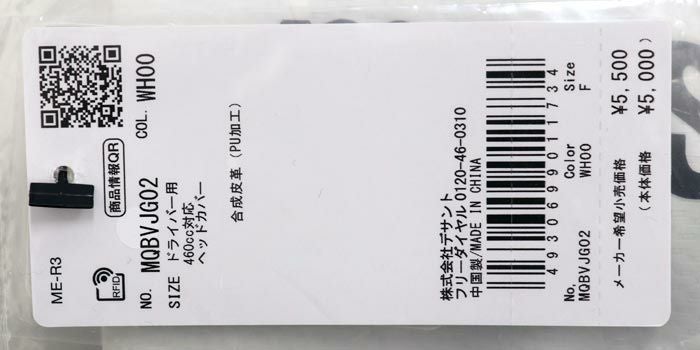 商品情報QR
NO. MQBVJG02 COL. WH00
SIZE ドライバー用
460cc対応
ヘッドカバー
合成皮革 (PU加工)
ME-R3
RFID
株式会社デサント
フリーダイヤル 0120-46-0310
中国製/MADE IN CHINA
4930699011734
No. Color Size
MQBVJG02 WH00 F
メーカー希望小売価格 ¥5,500
(本体価格 ¥5,000)